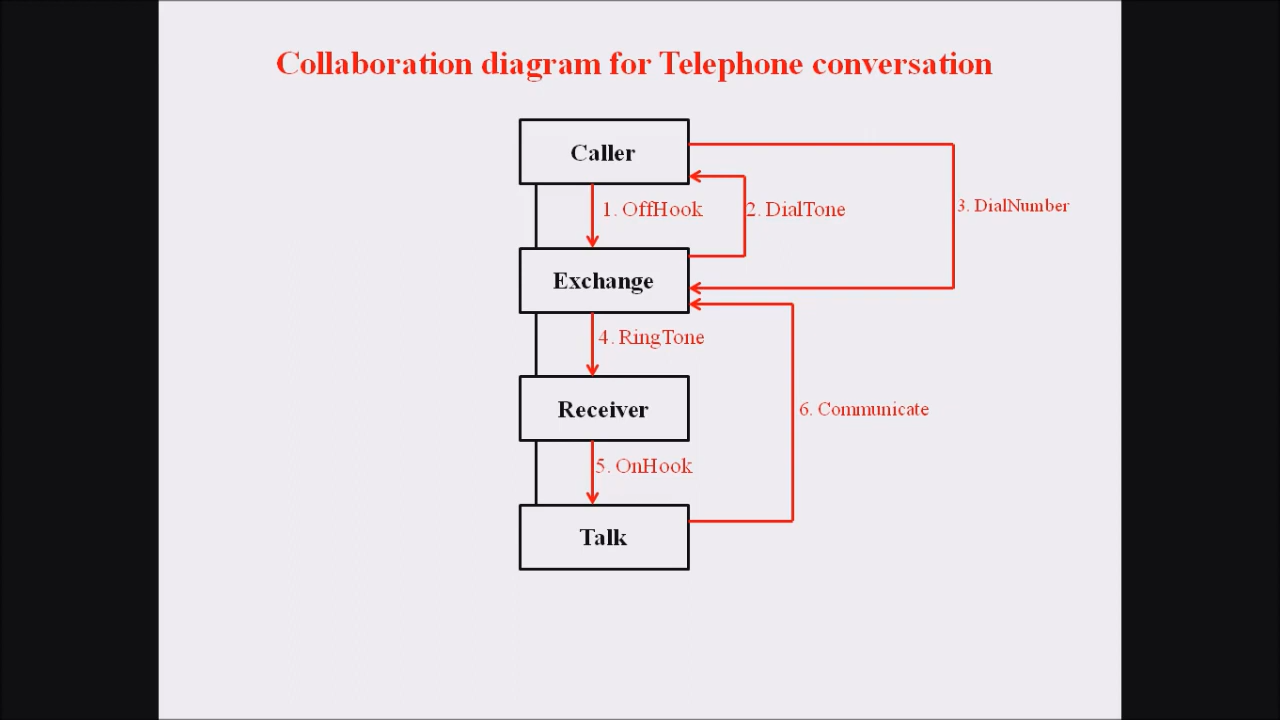 Collaboration diagram for Telephone conversation
Caller
1. OffHook
2. DialTone
3. DialNumber
Exchange
4. RingTone
Receiver
6. Communicate
5. OnHook
Talk